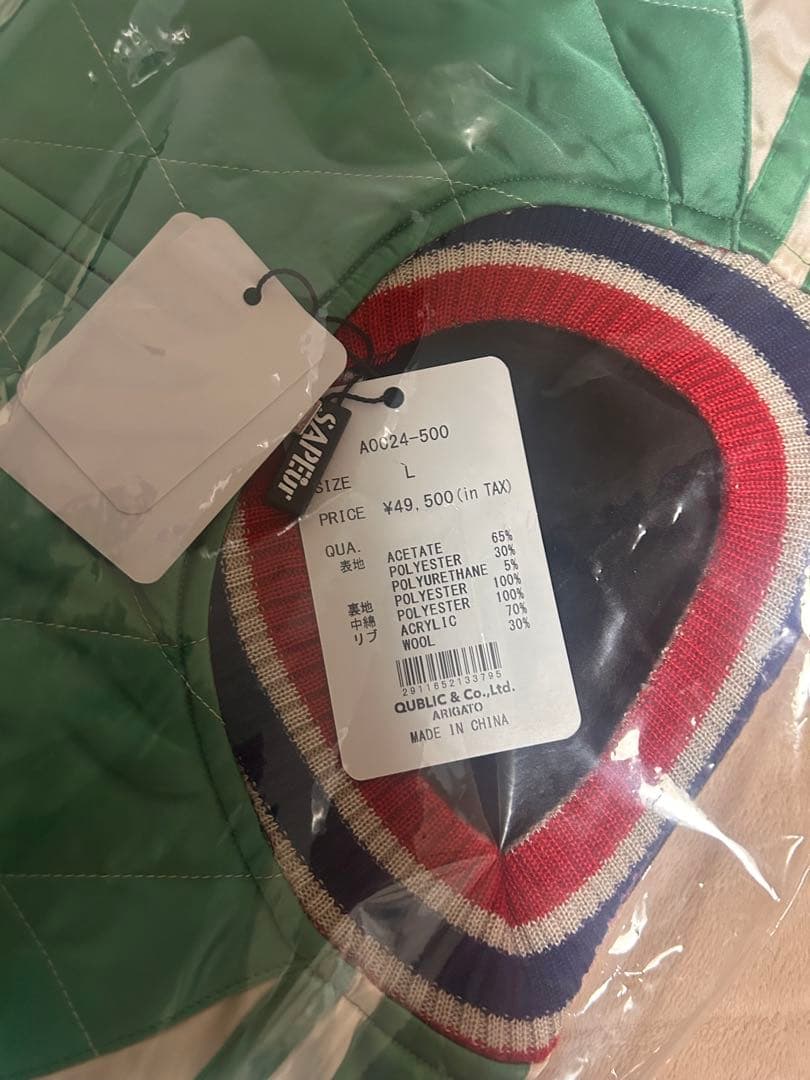 SAPEur
A0024-500
SIZE L
PRICE ¥49,500(in TAX)
QUA.
表地 ACETATE 65%
POLYESTER 30%
POLYURETHANE 5%
裏地 POLYESTER 100%
中綿 POLYESTER 100%
リブ ACRYLIC 70%
WOOL 30%
2911652133795
QUBLIC & Co.,Ltd.
ARIGATO
MADE IN CHINA